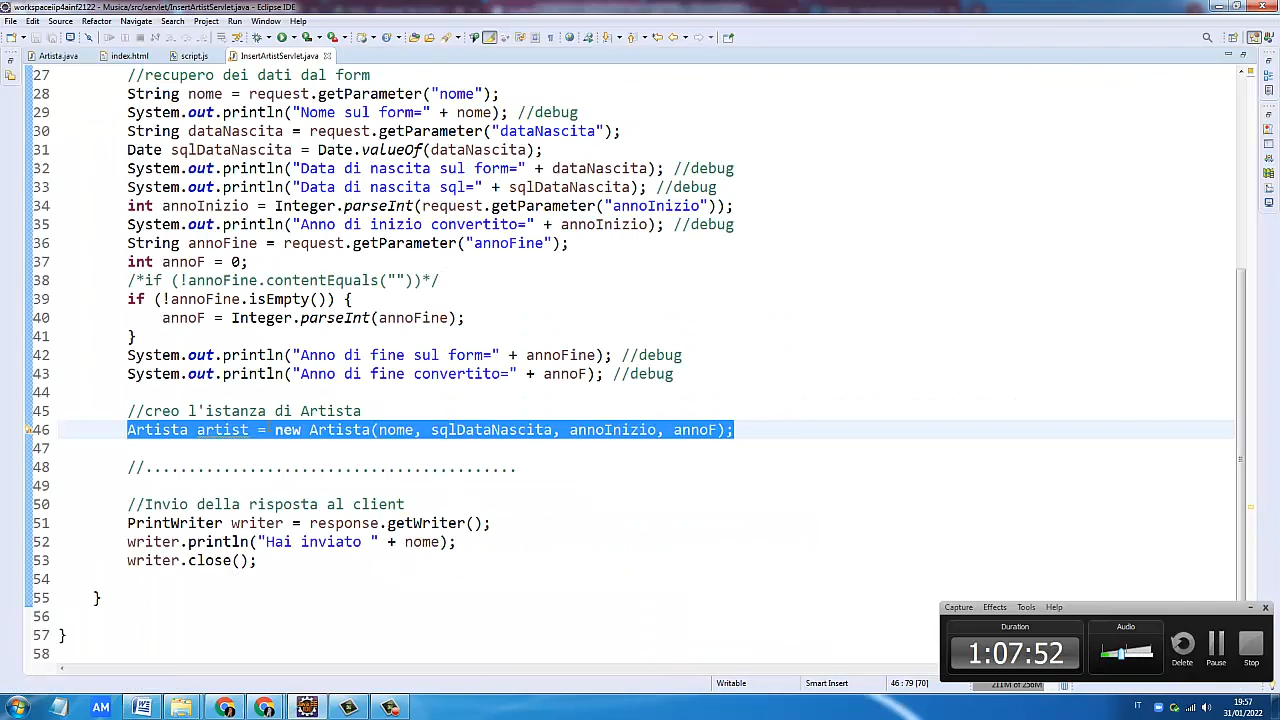 workspaceiip4ainf2122 - Musica/src/servlet/InsertArtistServlet.java - Eclipse IDE
File Edit Source Refactor Navigate Search Project Run Window Help
Artista.java index.html script.js InsertArtistServlet.java
27 //recupero dei dati dal form
28 String nome = request.getParameter("nome");
29 System.out.println("Nome sul form=" + nome); //debug
30 String dataNascita = request.getParameter("dataNascita");
31 Date sqlDataNascita = Date.valueOf(dataNascita);
32 System.out.println("Data di nascita sul form=" + dataNascita); //debug
33 System.out.println("Data di nascita sql=" + sqlDataNascita); //debug
34 int annoInizio = Integer.parseInt(request.getParameter("annoInizio"));
35 System.out.println("Anno di inizio convertito=" + annoInizio); //debug
36 String annoFine = request.getParameter("annoFine");
37 int annoF = 0;
38 /*if (!annoFine.contentEquals(""))*/
39 if (!annoFine.isEmpty()) {
40 annoF = Integer.parseInt(annoFine);
41 }
42 System.out.println("Anno di fine sul form=" + annoFine); //debug
43 System.out.println("Anno di fine convertito=" + annoF); //debug
44
45 //creo l'istanza di Artista
46 Artista artist = new Artista(nome, sqlDataNascita, annoInizio, annoF);
47
48 //...........................................
49
50 //Invio della risposta al client
51 PrintWriter writer = response.getWriter();
52 writer.println("Hai inviato " + nome);
53 writer.close();
54
55 }
56
57 }
58
Capture Effects Tools Help
Duration Audio
1:07:52
Delete Pause Stop
Writable Smart Insert 46 : 79 [70] 211M of 256M
AM IT 19:57
31/01/2022